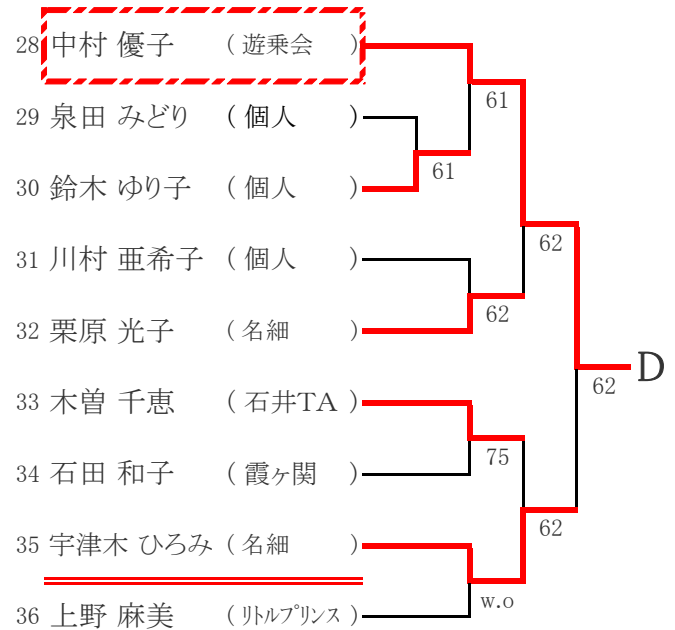 28 中村 優子 ( 遊乗会 )
61
29 泉田 みどり ( 個人 )
61
30 鈴木 ゆり子 ( 個人 )
62
31 川村 亜希子 ( 個人 )
62
32 栗原 光子 ( 名細 )
D
62
33 木曽 千恵 ( 石井TA )
75
34 石田 和子 ( 霞ヶ関 )
62
35 宇津木 ひろみ ( 名細 )
w.o
36 上野 麻美 ( リトルプリンス )